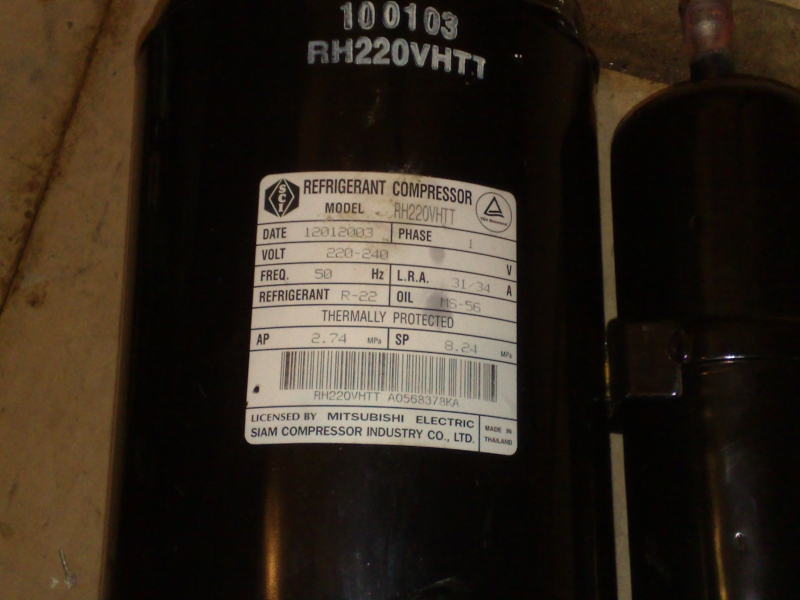 100103
RH220VHTT
SCI REFRIGERANT COMPRESSOR
MODEL RH220VHTT
DATE 12012003 PHASE 1
VOLT 220-240 V
FREQ. 50 Hz L.R.A. 31/34 A
REFRIGERANT R-22 OIL MS-56
THERMALLY PROTECTED
AP 2.74 MPa SP 8.24 MPa
RH220VHTT A0568378KA
LICENSED BY MITSUBISHI ELECTRIC
SIAM COMPRESSOR INDUSTRY CO., LTD.
MADE IN
THAILAND